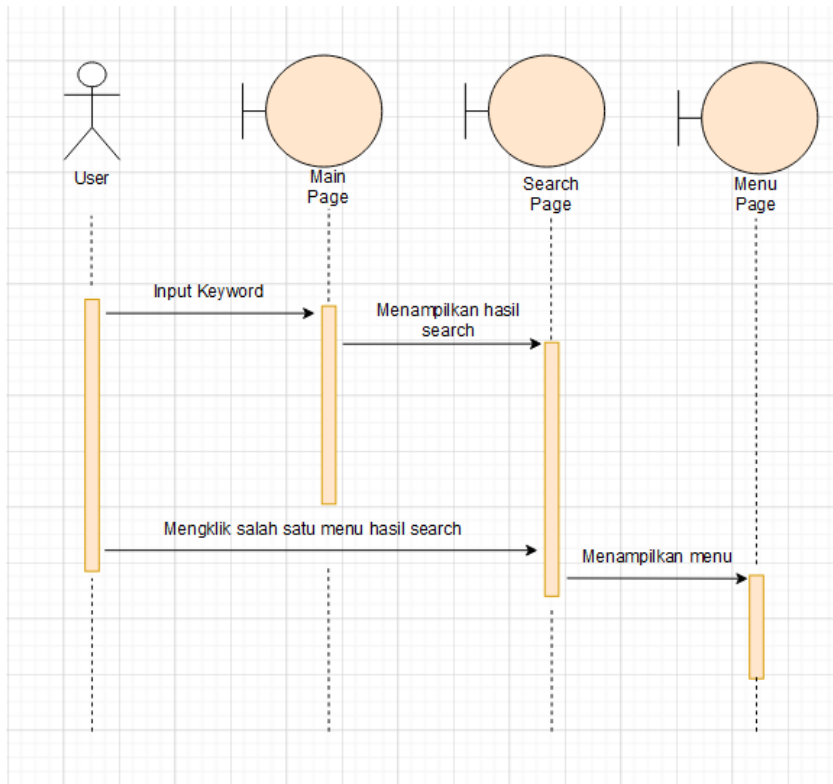 User
Main
Page
Search
Page
Menu
Page
Input Keyword
Menampilkan hasil
search
Mengklik salah satu menu hasil search
Menampilkan menu